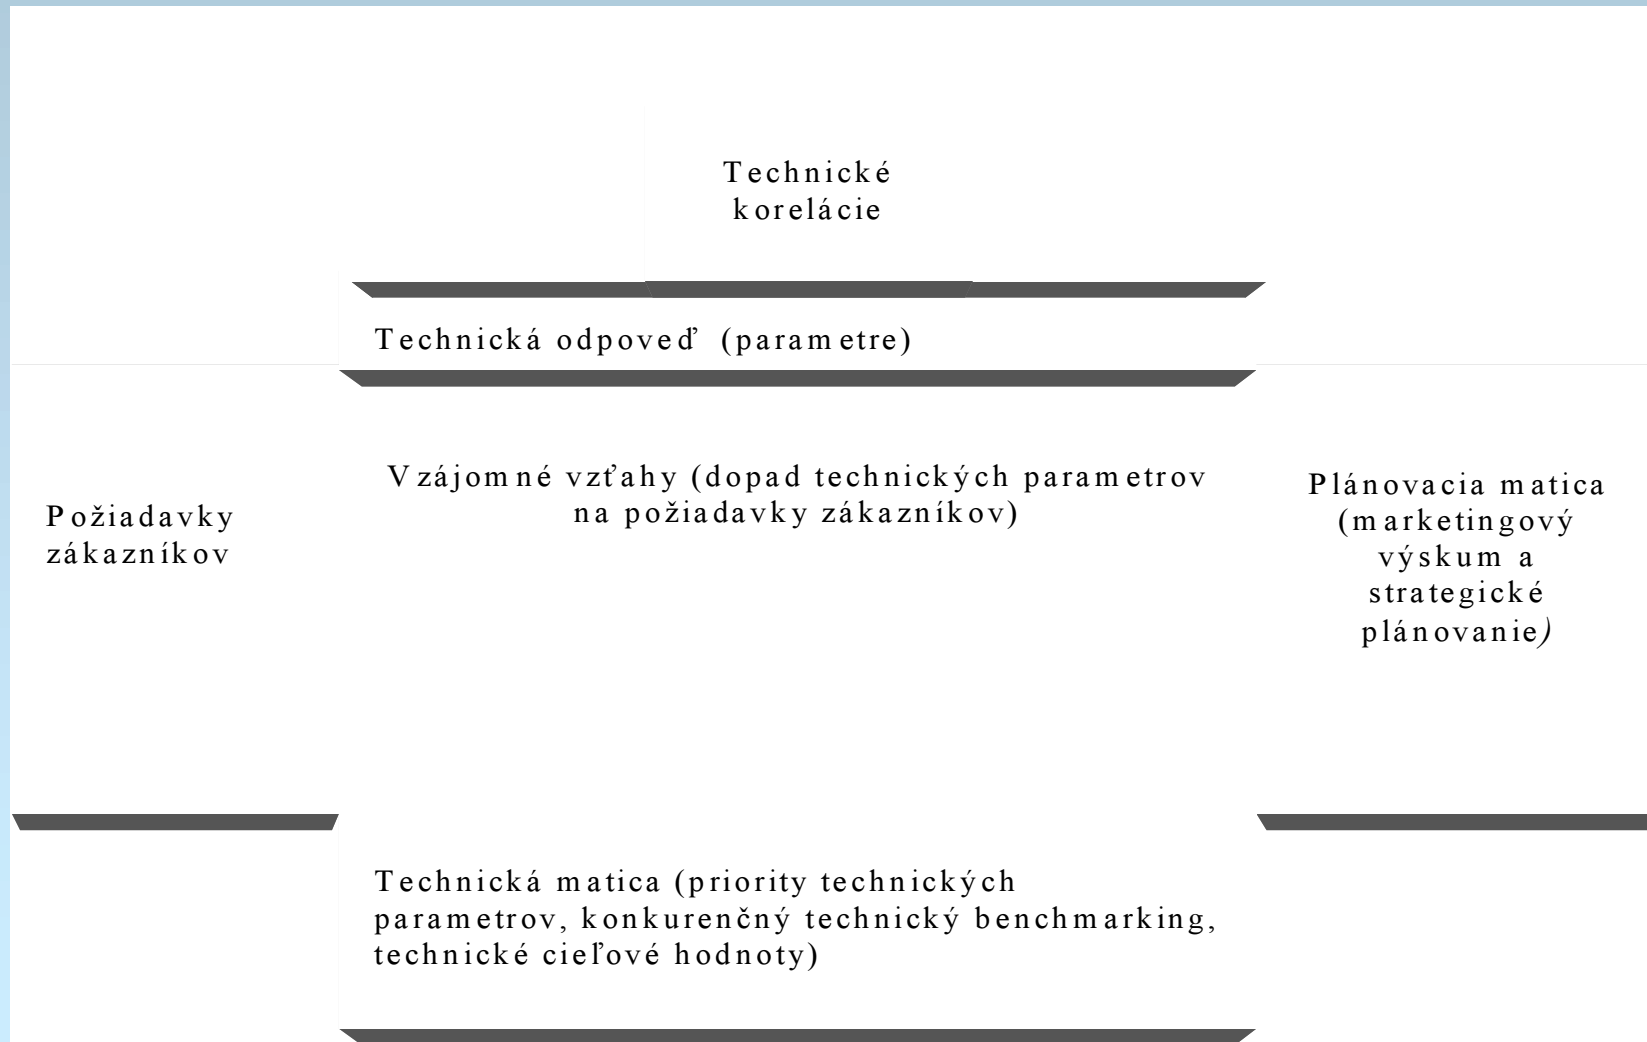 Technické
korelácie
Technická odpoveď (parametre)
Vzájomné vzťahy (dopad technických parametrov
na požiadavky zákazníkov)
Požiadavky
zákazníkov
Plánovacia matica
(marketingový
výskum a
strategické
plánovanie)
Technická matica (priority technických
parametrov, konkurenčný technický benchmarking,
technické cieľové hodnoty)